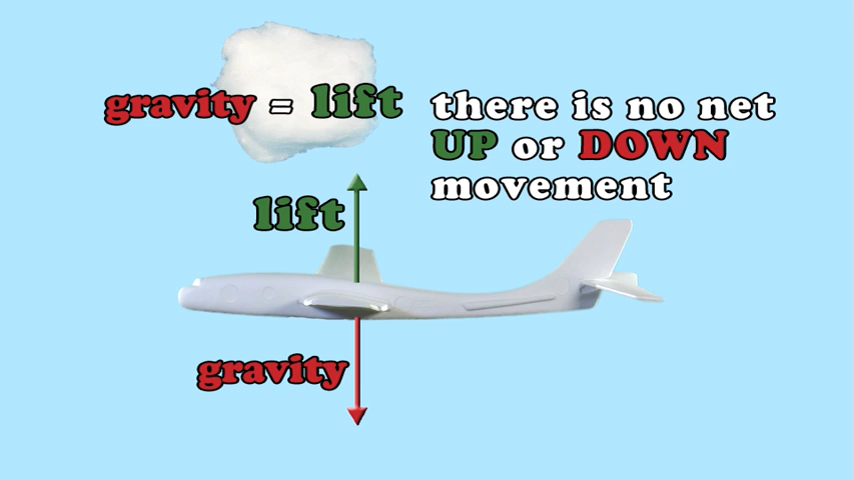 gravity = lift
there is no net
UP or DOWN
movement
lift
gravity